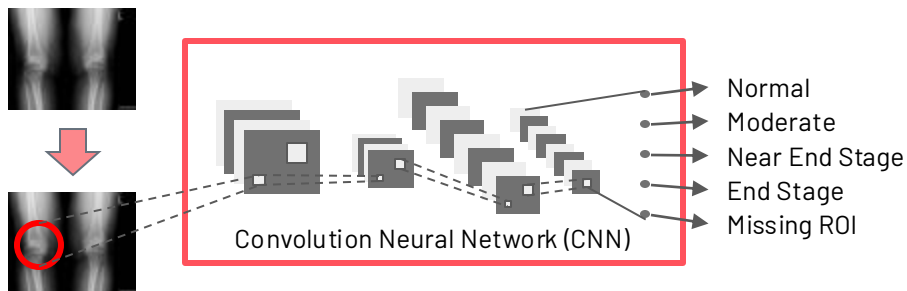 Normal
Moderate
Near End Stage
End Stage
Missing ROI
Convolution Neural Network (CNN)